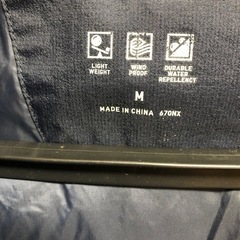 LIGHT WEIGHT
WIND PROOF
DURABLE WATER REPELLENCY
M
MADE IN CHINA 670NX